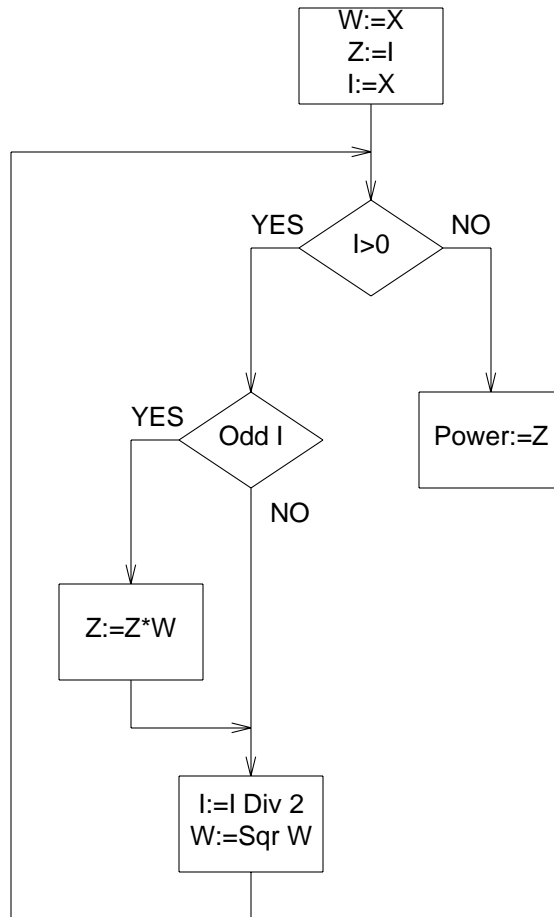 W:=X
Z:=I
I:=X
YES
NO
I>0
YES
Odd I
Power:=Z
NO
Z:=Z*W
I:=I Div 2
W:=Sqr W